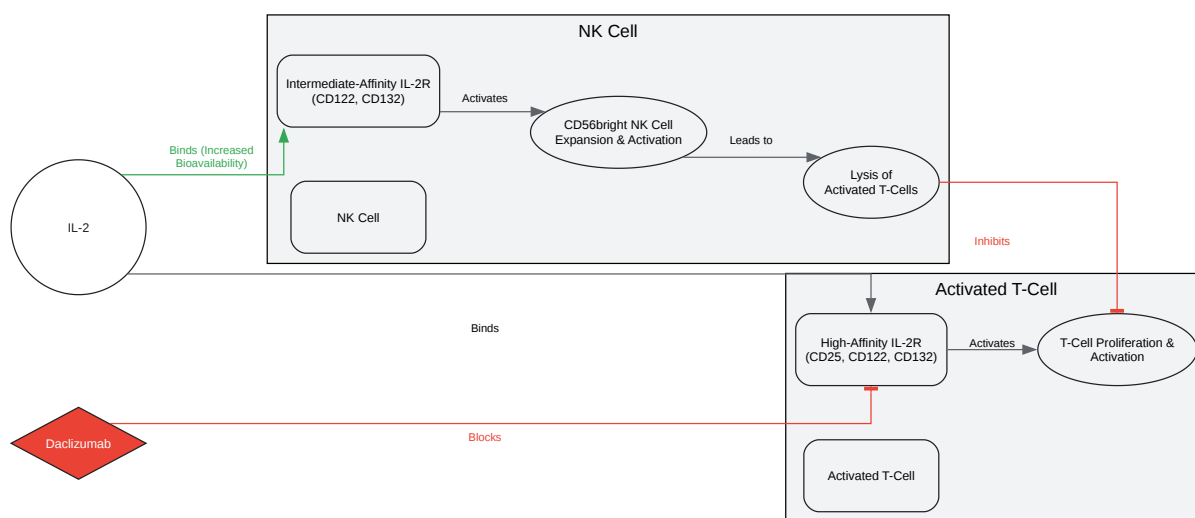 NK Cell
Intermediate-Affinity IL-2R
(CD122, CD132)
Activates
CD56bright NK Cell
Expansion & Activation
Leads to
Lysis of
Activated T-Cells
Binds (Increased
Bioavailability)
NK Cell
IL-2
Inhibits
Activated T-Cell
Binds
High-Affinity IL-2R
(CD25, CD122, CD132)
Activates
T-Cell Proliferation &
Activation
Daclizumab
Blocks
Activated T-Cell